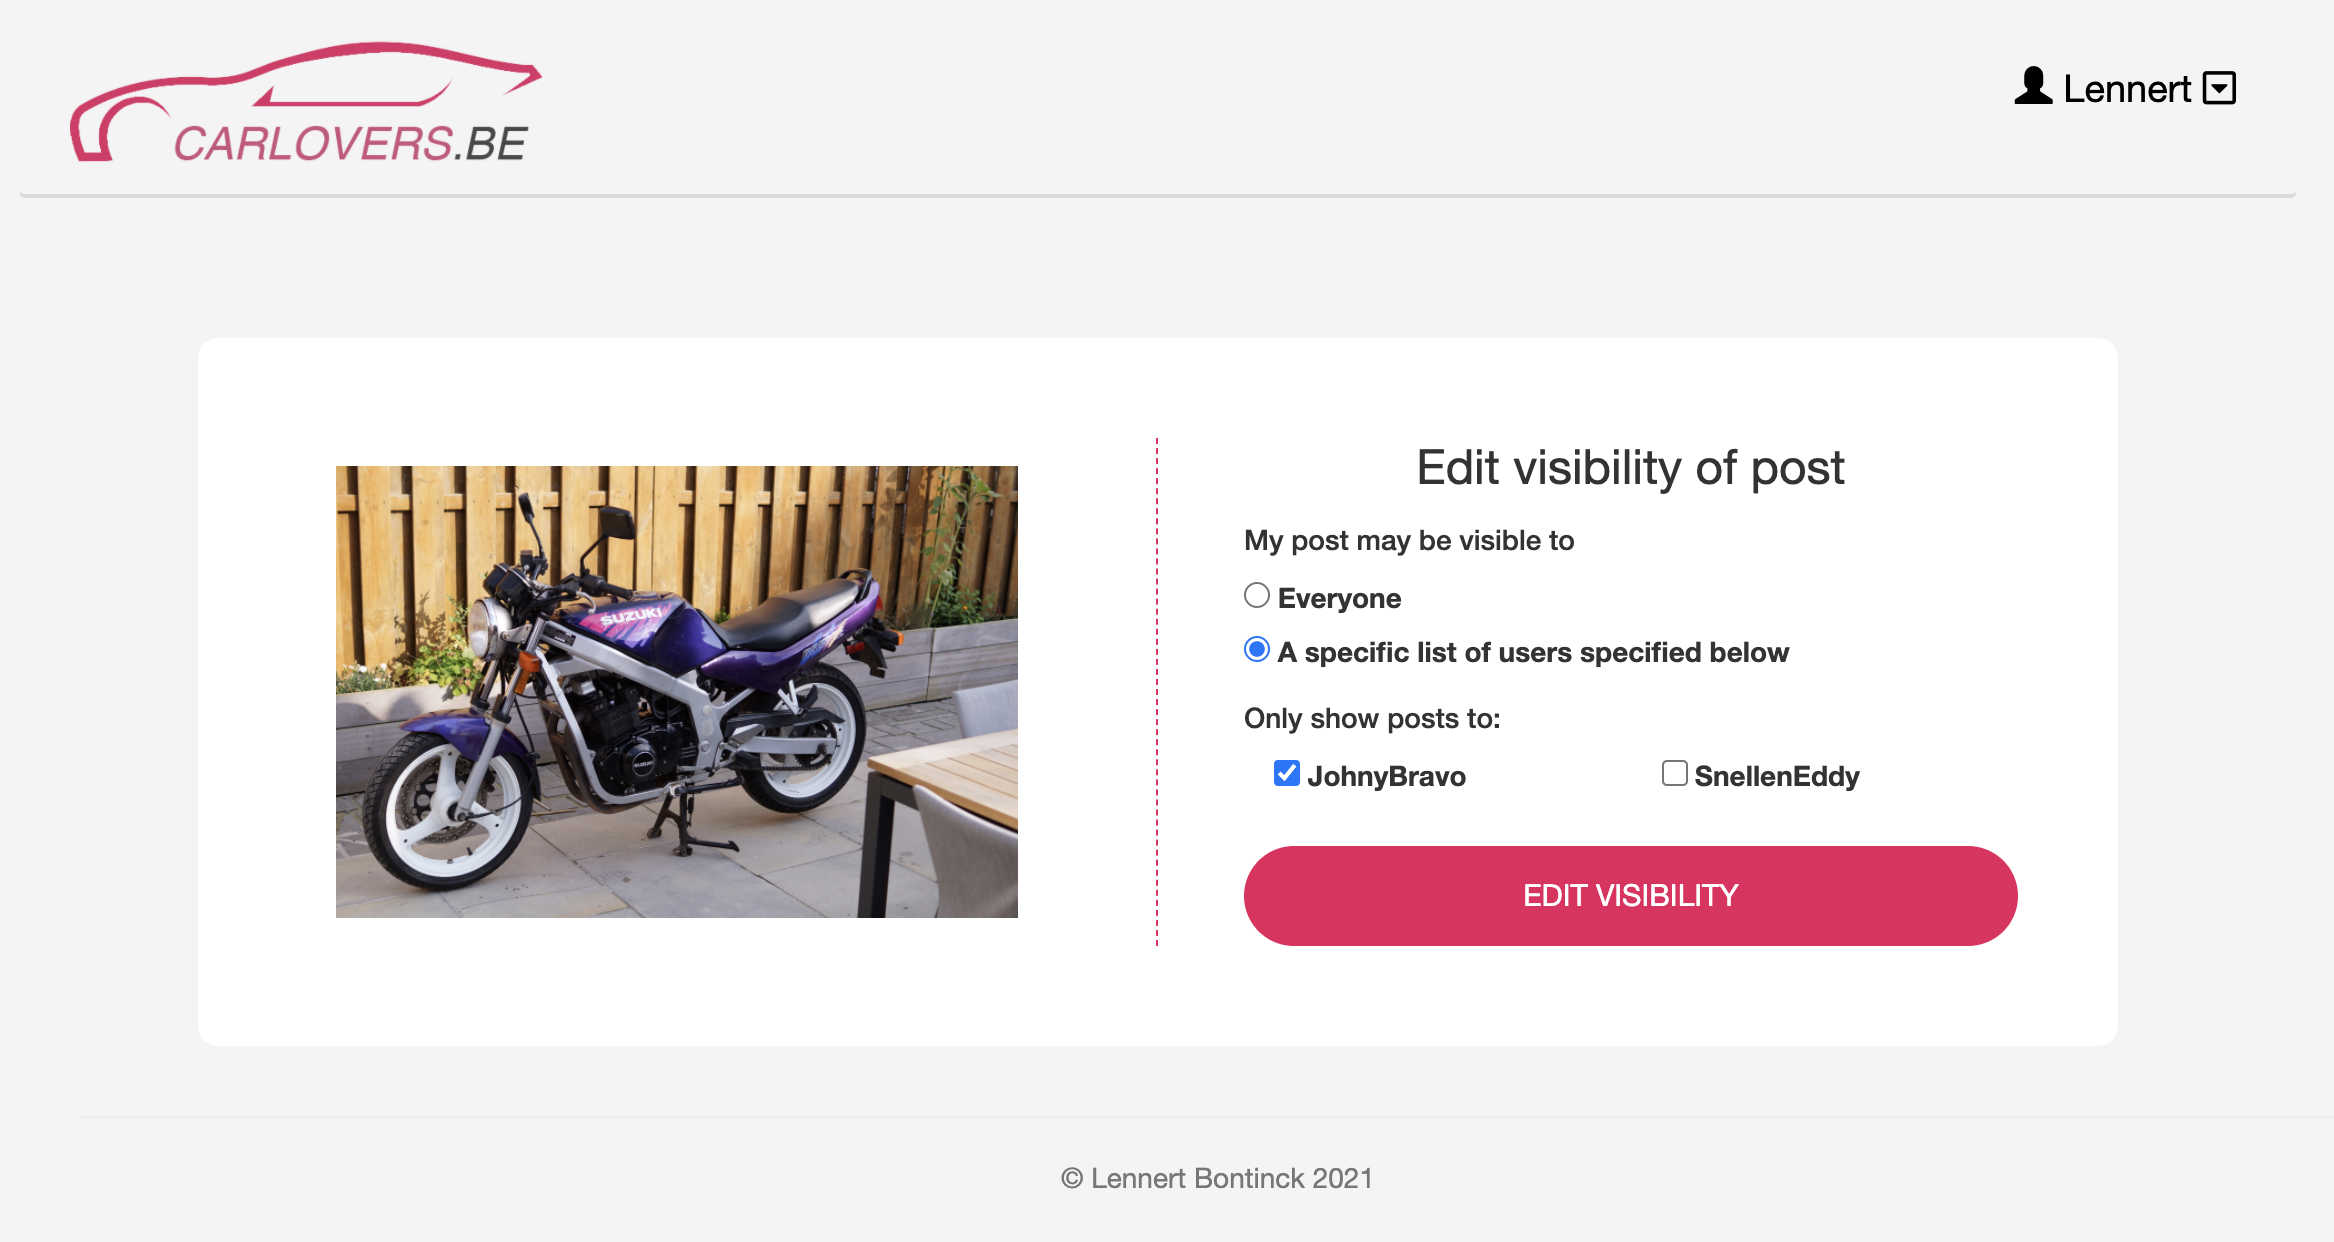 CARLOVERS.BE
Lennert
SUZUKI
SUZUKI
Edit visibility of post
My post may be visible to
Everyone
A specific list of users specified below
Only show posts to:
JohnyBravo
SnellenEddy
EDIT VISIBILITY
© Lennert Bontinck 2021